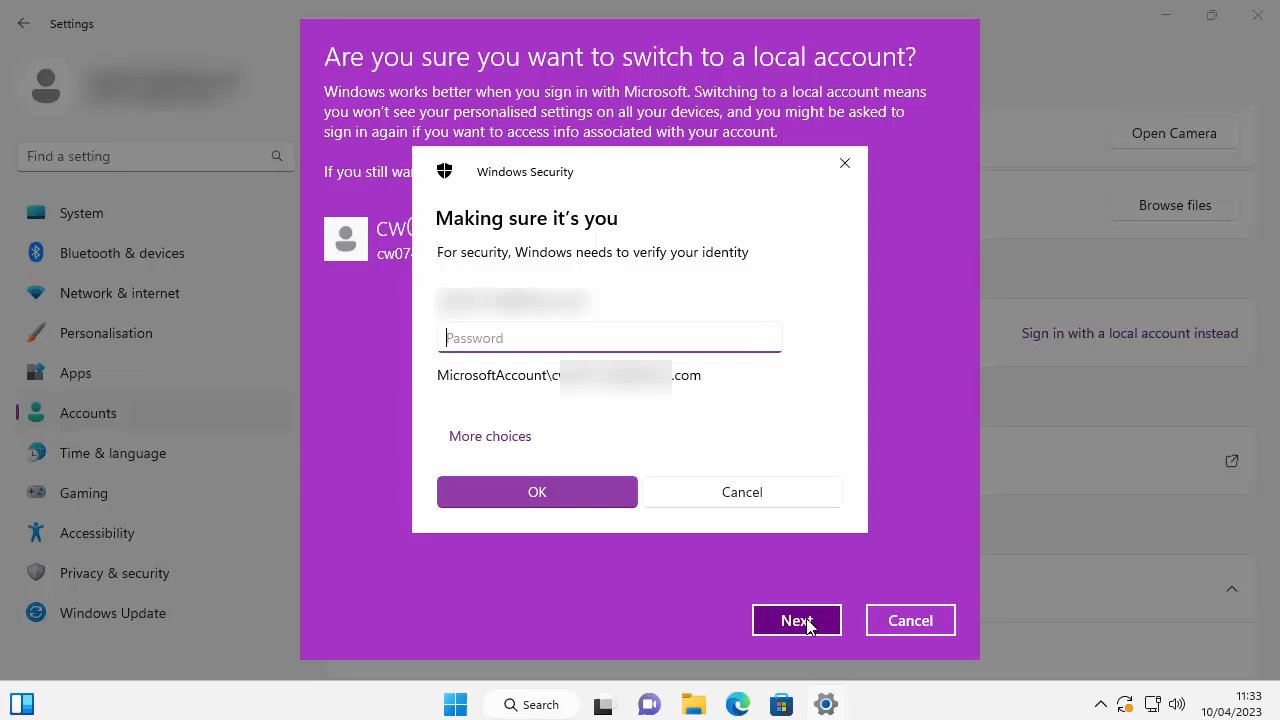 Settings
Are you sure you want to switch to a local account?
Windows works better when you sign in with Microsoft. Switching to a local account means
you won't see your personalised settings on all your devices, and you might be asked to
sign in again if you want to access info associated with your account.
If you still
Find a setting
System
Bluetooth & devices
Network & internet
Personalisation
Apps
Accounts
Time & language
Gaming
Accessibility
Privacy & security
Windows Update
Open Camera
Browse files
Sign in with a local account instead
Windows Security
Making sure it's you
For security, Windows needs to verify your identity
Password
MicrosoftAccount\c
.com
More choices
OK
Cancel
Next
Cancel
Search
11:33
10/04/2023